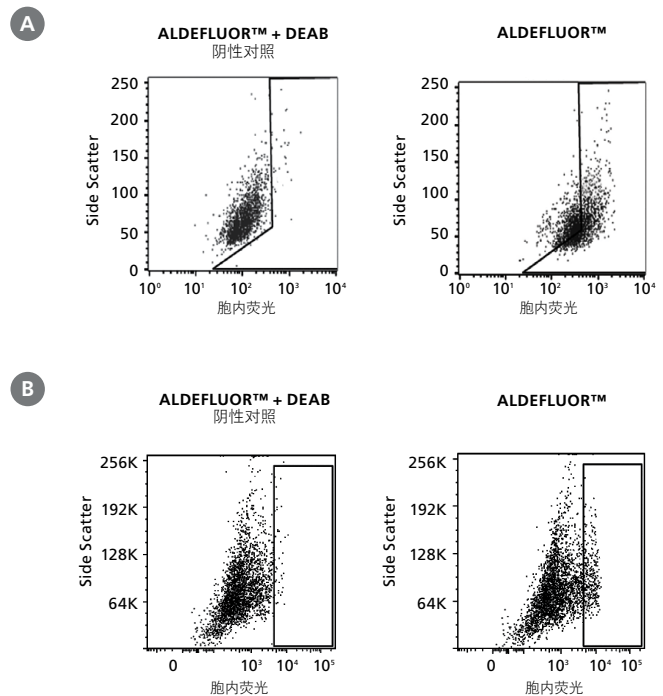 A
ALDEFLUOR™ + DEAB
阴性对照
ALDEFLUOR™
Side Scatter
250
200
150
100
50
0
10⁰ 10¹ 10² 10³ 10⁴
胞内荧光
Side Scatter
250
200
150
100
50
0
10⁰ 10¹ 10² 10³ 10⁴
胞内荧光
B
ALDEFLUOR™ + DEAB
阴性对照
ALDEFLUOR™
Side Scatter
256K
192K
128K
64K
0 10³ 10⁴ 10⁵
胞内荧光
Side Scatter
256K
192K
128K
64K
0 10³ 10⁴ 10⁵
胞内荧光